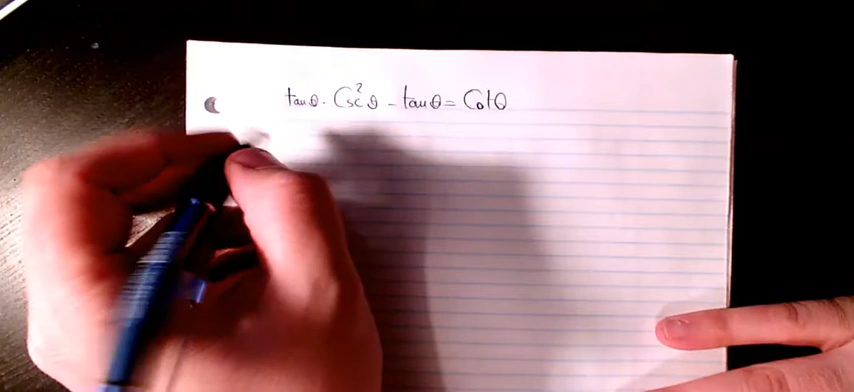 tanθ · Csc²θ - tanθ = Cotθ